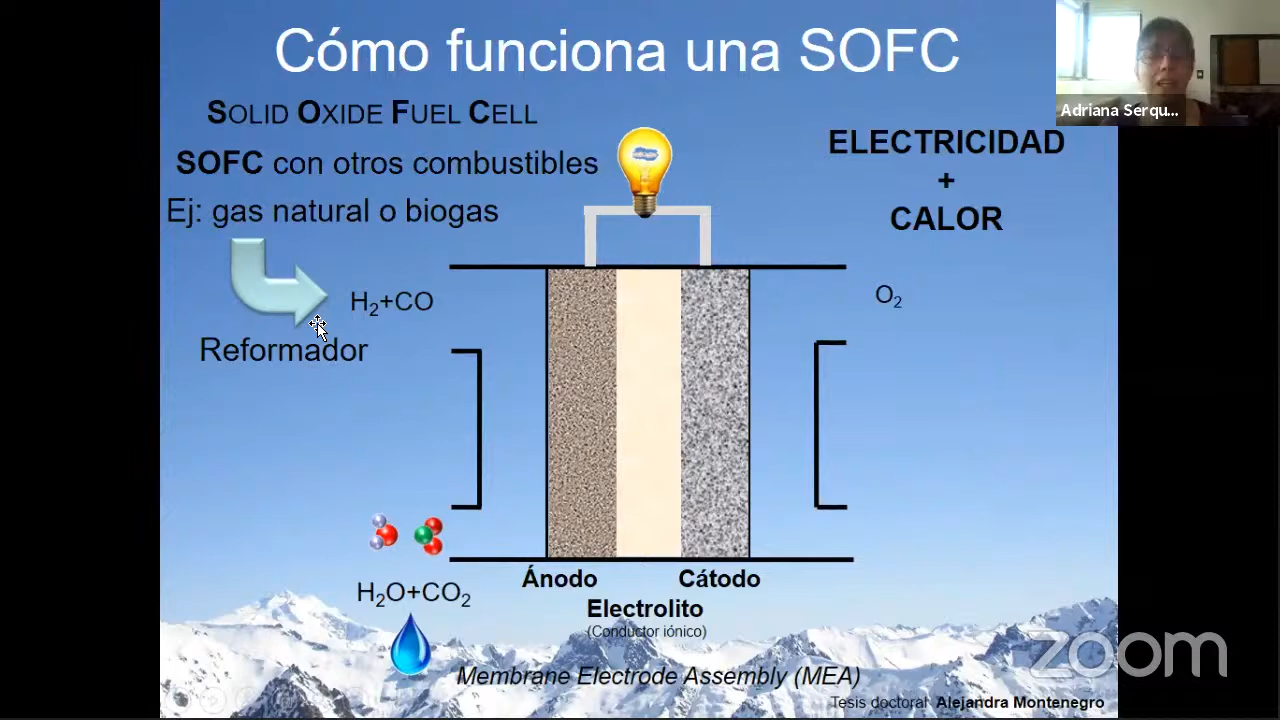 Cómo funciona una SOFC
SOLID OXIDE FUEL CELL
SOFC con otros combustibles
Ej: gas natural o biogas
Adriana Serqu...
ELECTRICIDAD
+
CALOR
H₂+CO
O₂
Reformador
Ánodo
Cátodo
H₂O+CO₂
Electrolito
(Conductor iónico)
Membrane Electrode Assembly (MEA)
zoom
Tesis doctoral Alejandra Montenegro